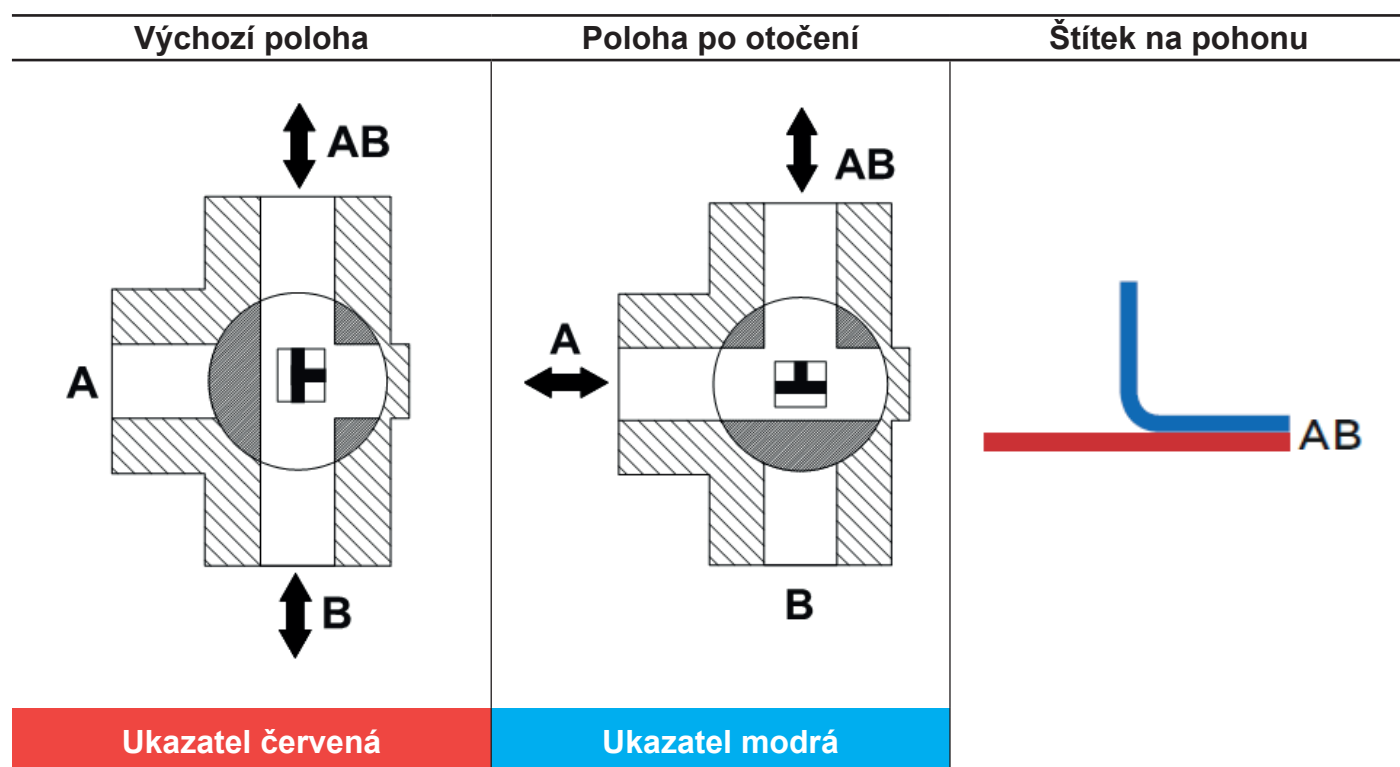 Výchozí poloha
Poloha po otočení
Štítek na pohonu
AB
A
B
AB
A
B
AB
Ukazatel červená
Ukazatel modrá